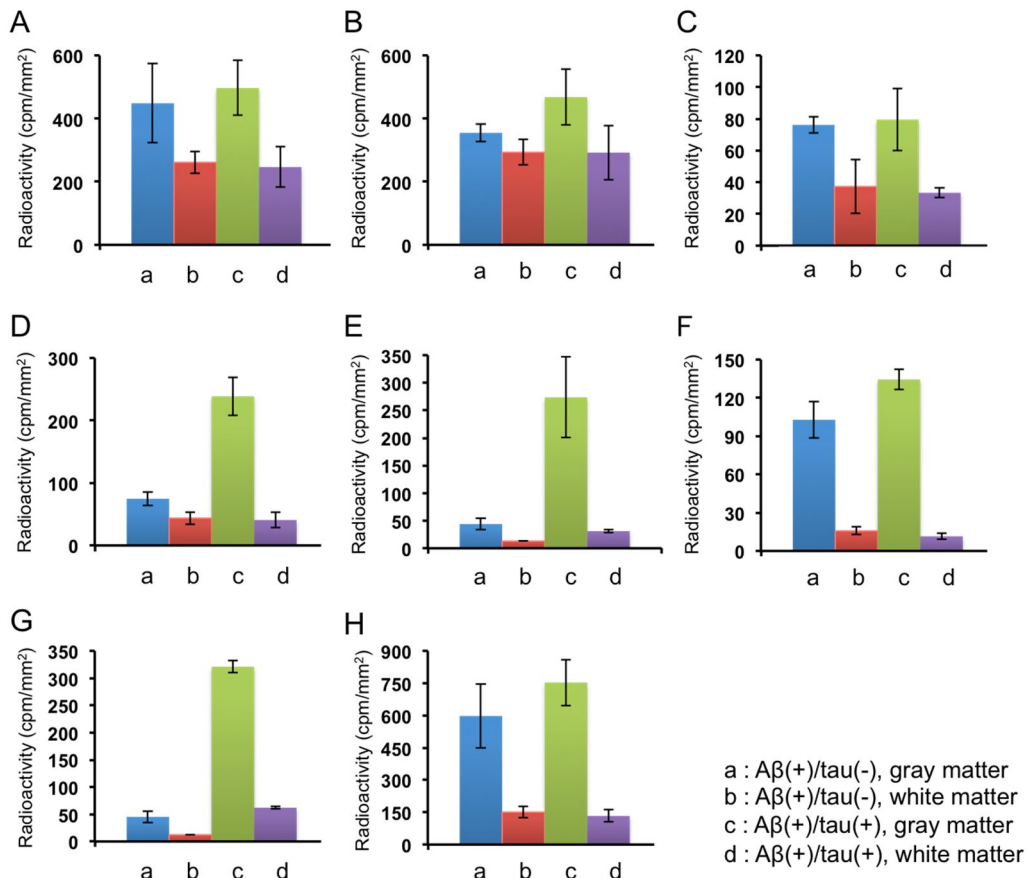 A
Radioactivity (cpm/mm²)
600
400
200
0
a b c d
B
Radioactivity (cpm/mm²)
600
400
200
0
a b c d
C
Radioactivity (cpm/mm²)
120
100
80
60
40
20
0
a b c d
D
Radioactivity (cpm/mm²)
300
200
100
0
a b c d
E
Radioactivity (cpm/mm²)
350
300
250
200
150
100
50
0
a b c d
F
Radioactivity (cpm/mm²)
150
120
90
60
30
0
a b c d
G
Radioactivity (cpm/mm²)
350
300
250
200
150
100
50
0
a b c d
H
Radioactivity (cpm/mm²)
900
750
600
450
300
150
0
a b c d
a : Aβ(+)/tau(-), gray matter
b : Aβ(+)/tau(-), white matter
c : Aβ(+)/tau(+), gray matter
d : Aβ(+)/tau(+), white matter